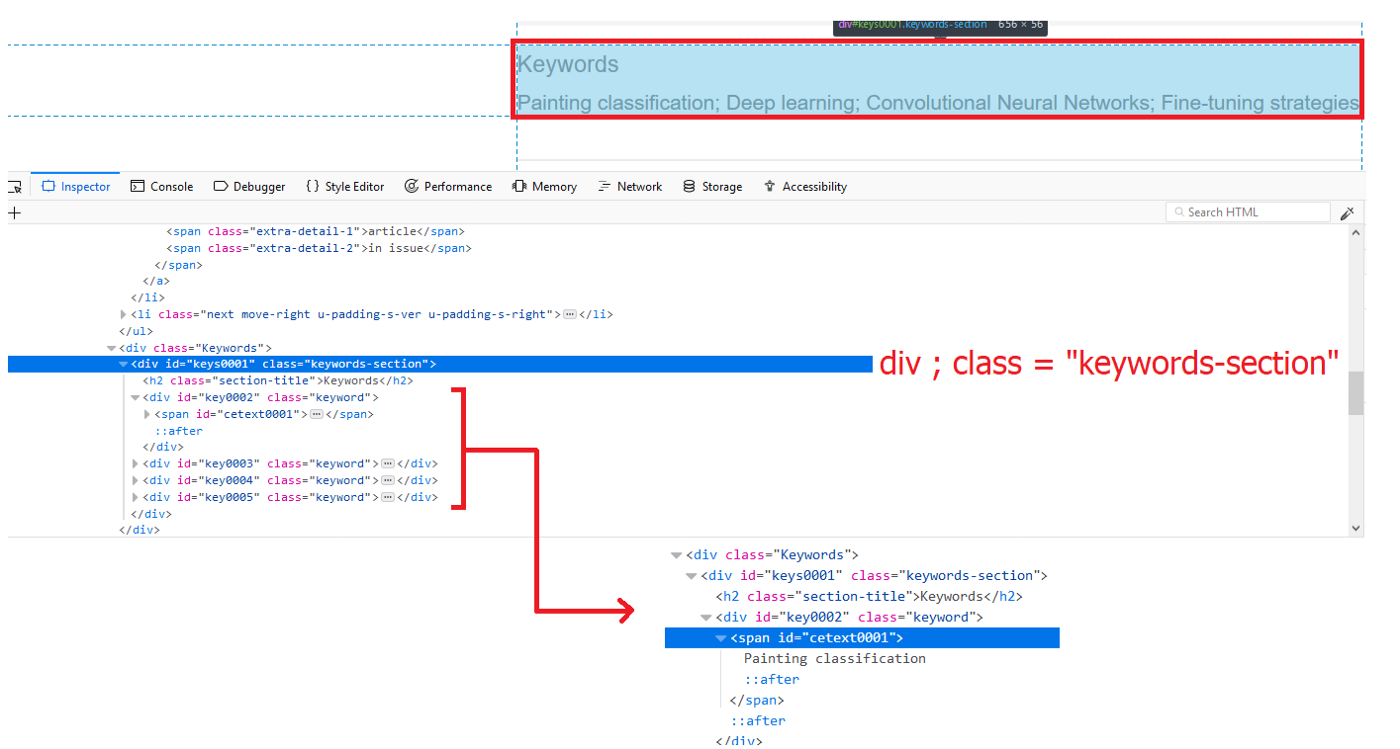 div#keys0001.keywords-section 656 × 56
Keywords
Painting classification; Deep learning; Convolutional Neural Networks; Fine-tuning strategies
Inspector Console Debugger {} Style Editor Performance Memory Network Storage Accessibility
+ Search HTML
<span class="extra-detail-1">article</span>
<span class="extra-detail-2">in issue</span>
</span>
</a>
</li>
<li class="next move-right u-padding-s-ver u-padding-s-right">⋯</li>
</ul>
<div class="Keywords">
<div id="keys0001" class="keywords-section">
div ; class = "keywords-section"
<h2 class="section-title">Keywords</h2>
<div id="key0002" class="keyword">
<span id="cetext0001">⋯</span>
::after
</div>
<div id="key0003" class="keyword">⋯</div>
<div id="key0004" class="keyword">⋯</div>
<div id="key0005" class="keyword">⋯</div>
</div>
</div>
<div class="Keywords">
<div id="keys0001" class="keywords-section">
<h2 class="section-title">Keywords</h2>
<div id="key0002" class="keyword">
<span id="cetext0001">
Painting classification
::after
</span>
::after
</div>